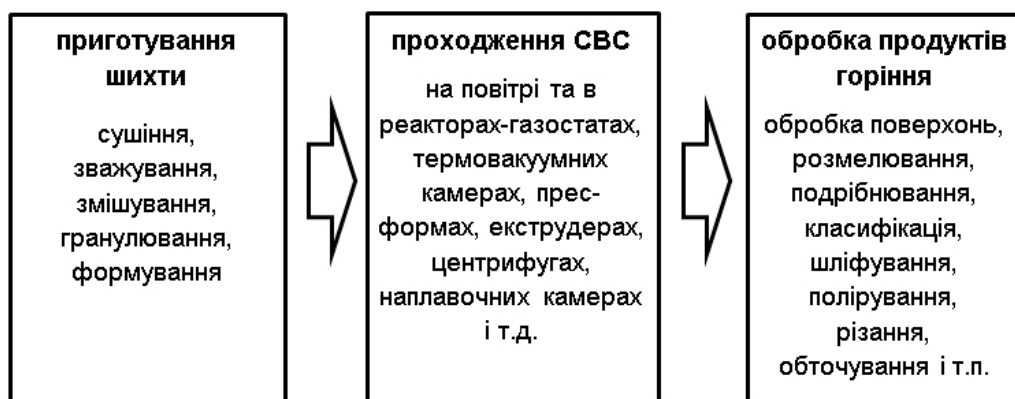 приготування
шихти
сушіння,
зважування,
змішування,
гранулювання,
формування
проходження СВС
на повітрі та в
реакторах-газостатах,
термовакуумних
камерах, прес-
формах, екструдерах,
центрифугах,
наплавочних камерах
і т.д.
обробка продуктів
горіння
обробка поверхонь,
розмелювання,
подрібнювання,
класифікація,
шліфування,
полірування,
різання,
обточування і т.п.